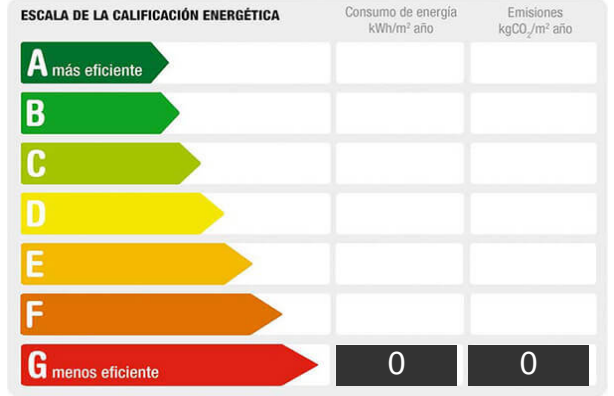 ESCALA DE LA CALIFICACIÓN ENERGÉTICA
Consumo de energía
kWh/m² año
Emisiones
kgCO₂/m² año
A más eficiente
B
C
D
E
F
G menos eficiente
0
0